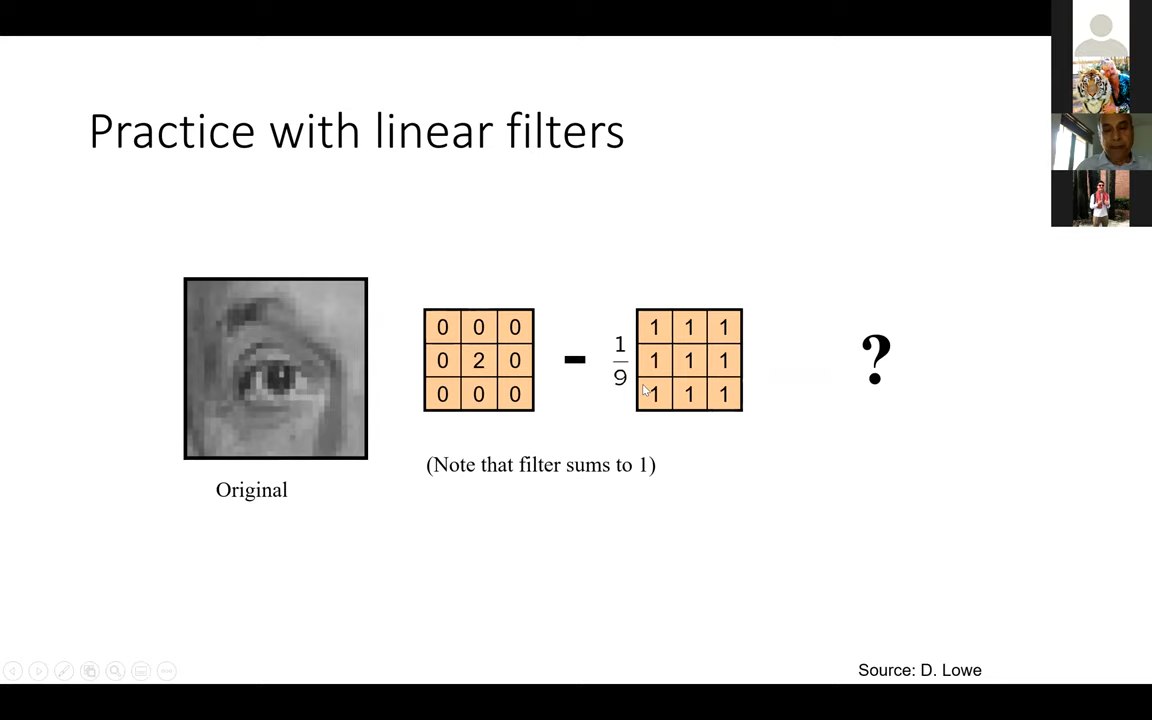 Practice with linear filters
0 0 0
0 2 0
0 0 0
-
1
9
1 1 1
1 1 1
1 1 1
?
(Note that filter sums to 1)
Original
Source: D. Lowe